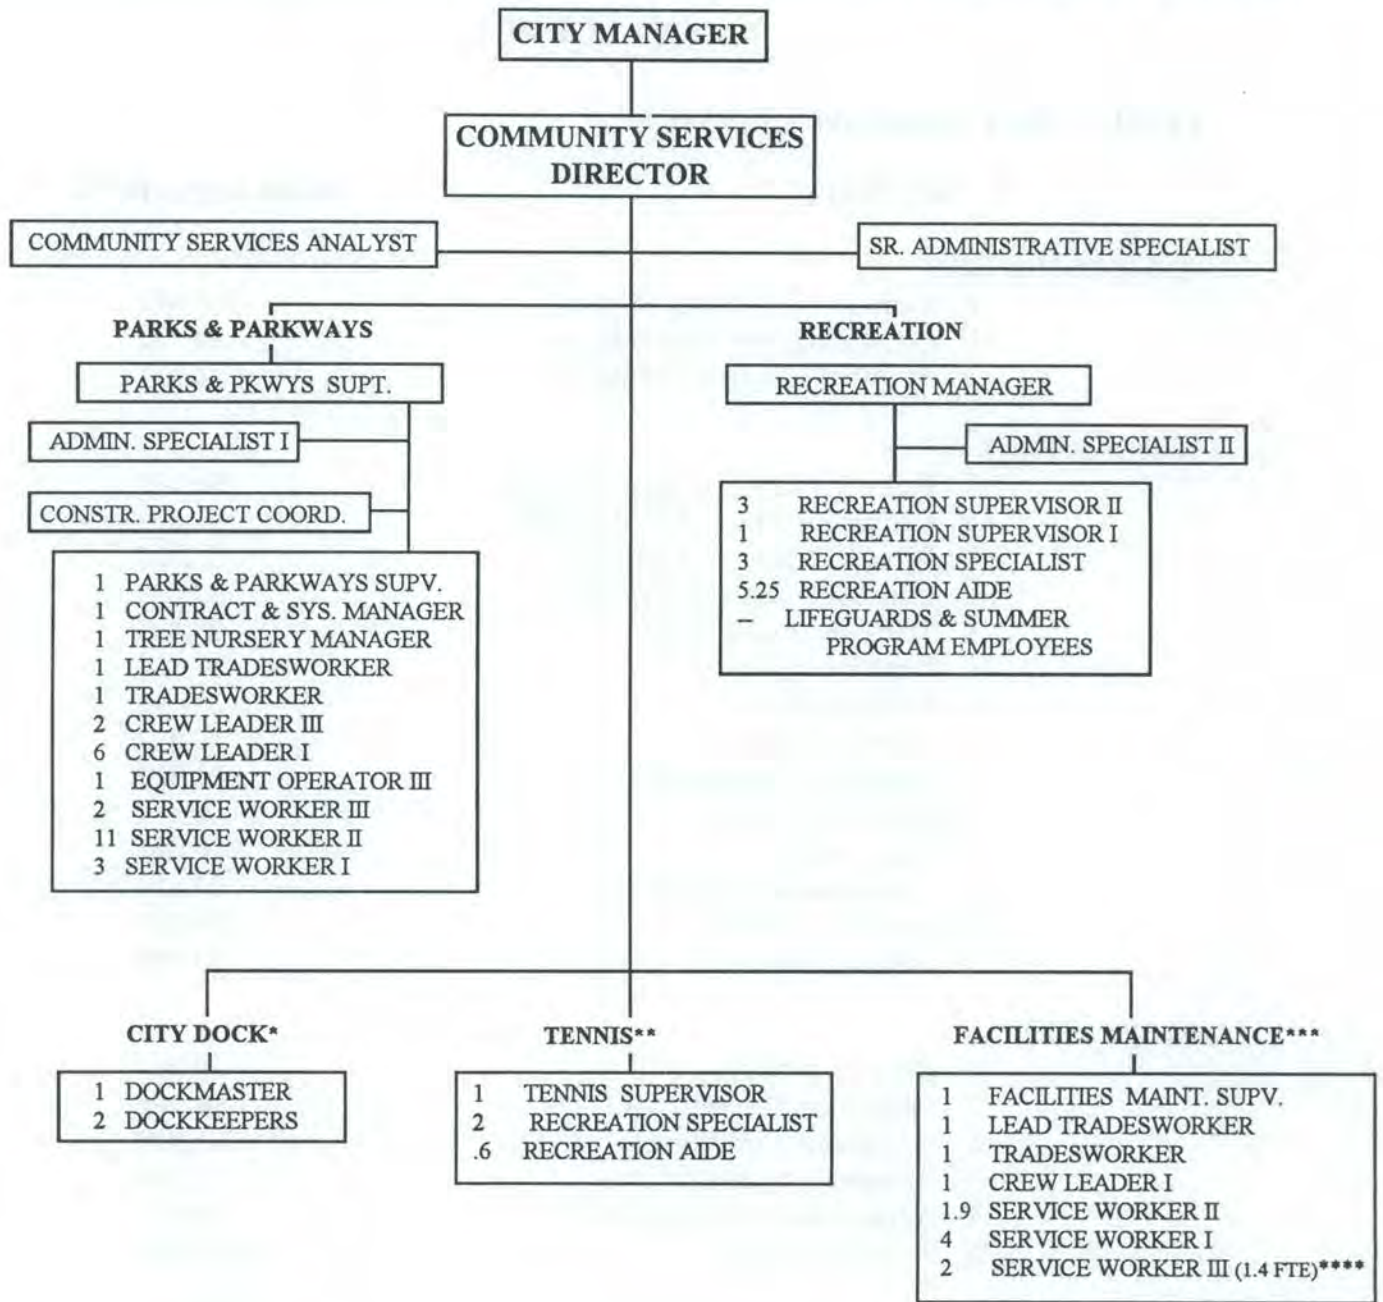 CITY MANAGER
COMMUNITY SERVICES
DIRECTOR
COMMUNITY SERVICES ANALYST
SR. ADMINISTRATIVE SPECIALIST
PARKS & PARKWAYS
PARKS & PKWYS SUPT.
ADMIN. SPECIALIST I
CONSTR. PROJECT COORD.
1 PARKS & PARKWAYS SUPV.
1 CONTRACT & SYS. MANAGER
1 TREE NURSERY MANAGER
1 LEAD TRADESWORKER
1 TRADESWORKER
2 CREW LEADER III
6 CREW LEADER I
1 EQUIPMENT OPERATOR III
2 SERVICE WORKER III
11 SERVICE WORKER II
3 SERVICE WORKER I
RECREATION
RECREATION MANAGER
ADMIN. SPECIALIST II
3 RECREATION SUPERVISOR II
1 RECREATION SUPERVISOR I
3 RECREATION SPECIALIST
5.25 RECREATION AIDE
-- LIFEGUARDS & SUMMER
PROGRAM EMPLOYEES
CITY DOCK*
1 DOCKMASTER
2 DOCKKEEPERS
TENNIS**
1 TENNIS SUPERVISOR
2 RECREATION SPECIALIST
.6 RECREATION AIDE
FACILITIES MAINTENANCE***
1 FACILITIES MAINT. SUPV.
1 LEAD TRADESWORKER
1 TRADESWORKER
1 CREW LEADER I
1.9 SERVICE WORKER II
4 SERVICE WORKER I
2 SERVICE WORKER III (1.4 FTE)****